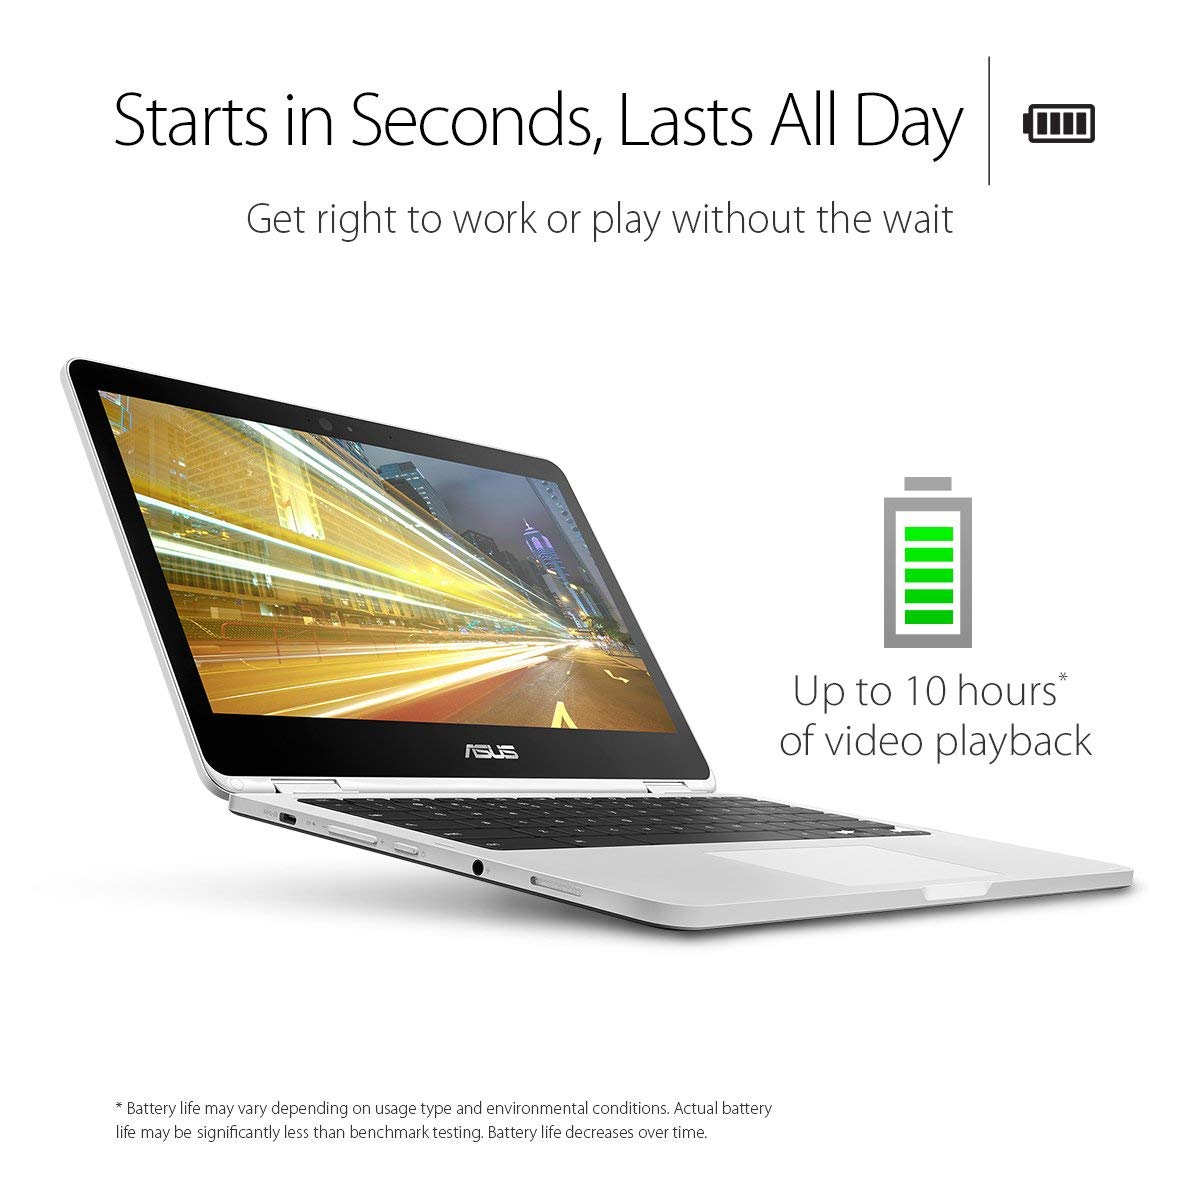 Starts in Seconds, Lasts All Day
Get right to work or play without the wait
ASUS
Up to 10 hours*
of video playback
* Battery life may vary depending on usage type and environmental conditions. Actual battery
life may be significantly less than benchmark testing. Battery life decreases over time.